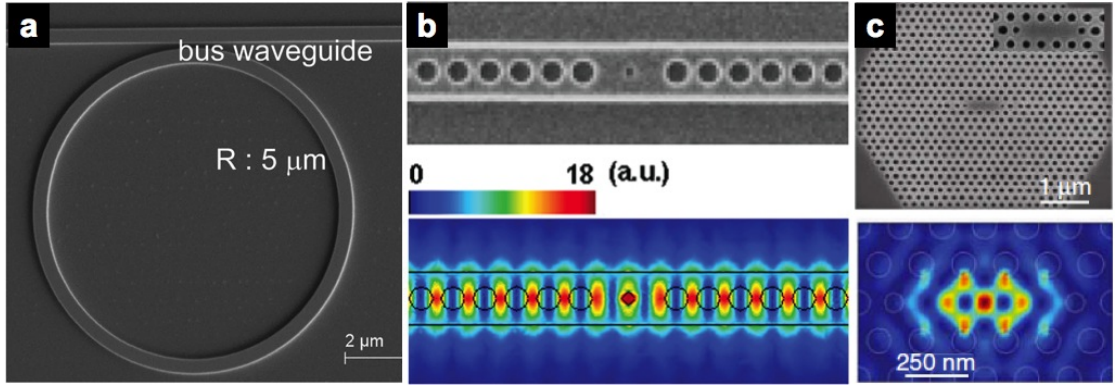 a
bus waveguide
R : 5 μm
2 μm
b
0 18 (a.u.)
c
1 μm
250 nm